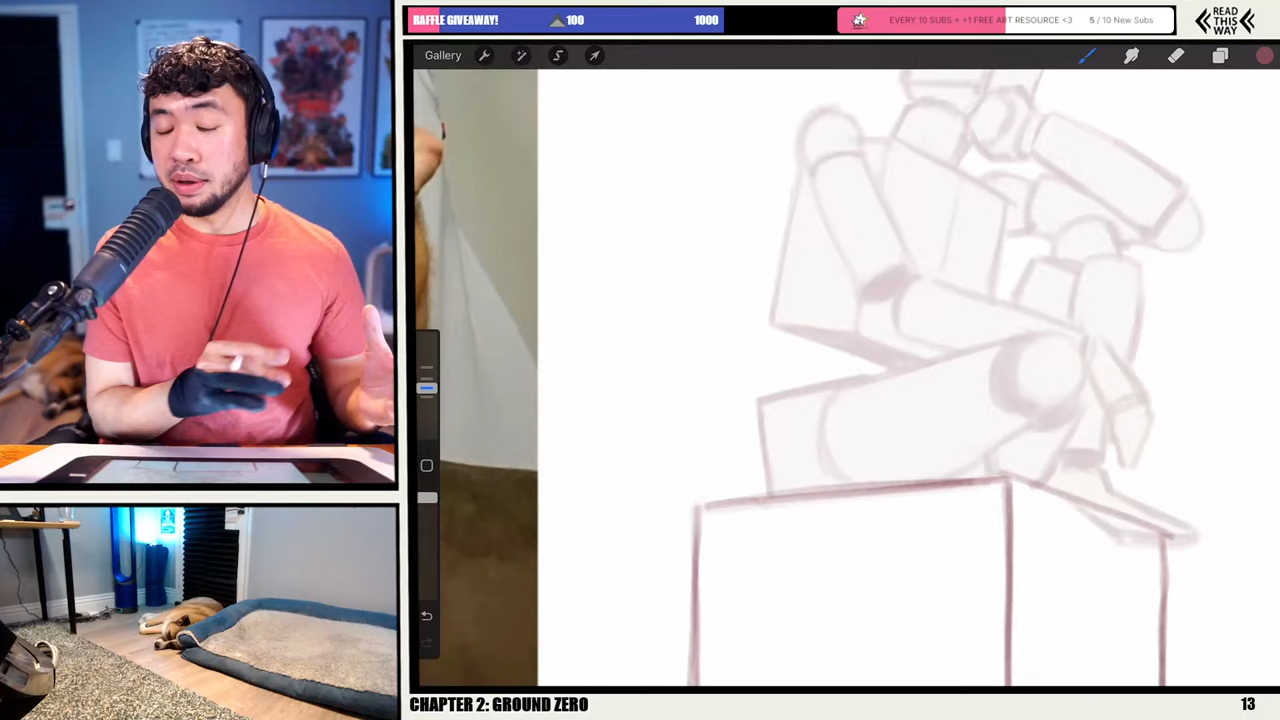 RAFFLE GIVEAWAY! 100 1000
EVERY 10 SUBS = +1 FREE ART RESOURCE <3 5 / 10 New Subs
READ
THIS
WAY
Gallery
CHAPTER 2: GROUND ZERO
13